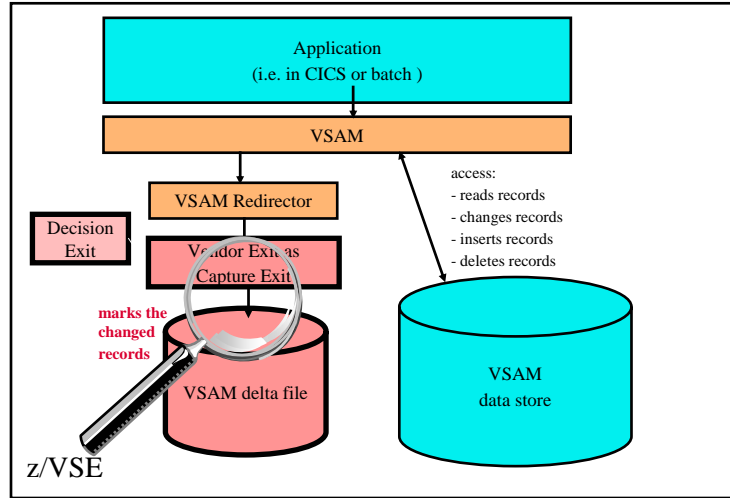 Application
(i.e. in CICS or batch )
VSAM
access:
- reads records
- changes records
- inserts records
- deletes records
VSAM Redirector
Decision
Exit
Vendor Exit as
Capture Exit
marks the
changed
records
VSAM delta file
VSAM
data store
z/VSE